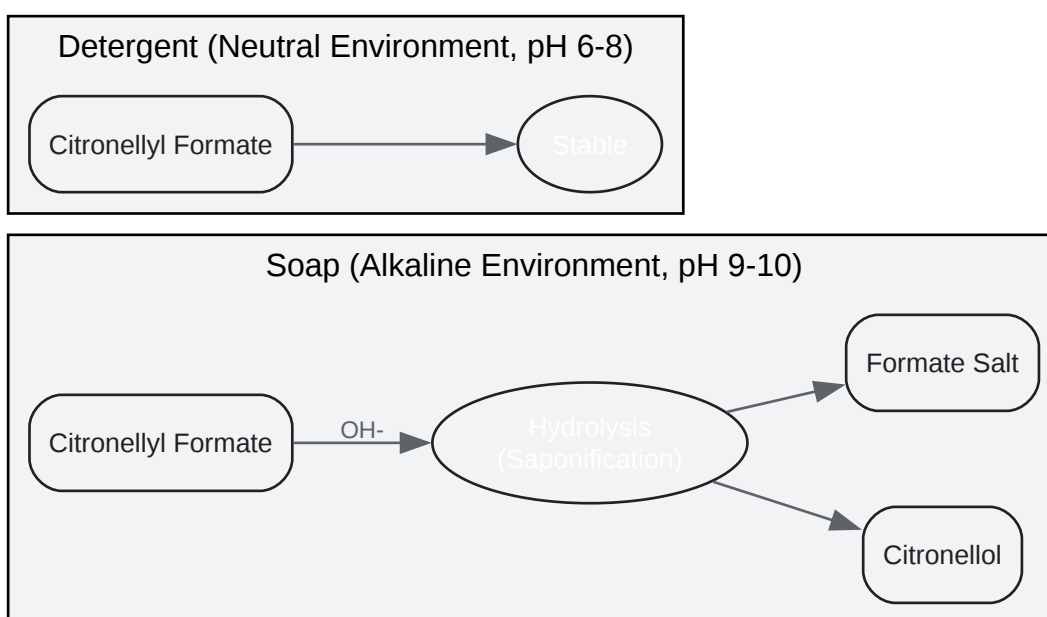 Detergent (Neutral Environment, pH 6-8)
Citronellyl Formate
Stable
Soap (Alkaline Environment, pH 9-10)
Citronellyl Formate
OH-
Hydrolysis
(Saponification)
Formate Salt
Citronellol